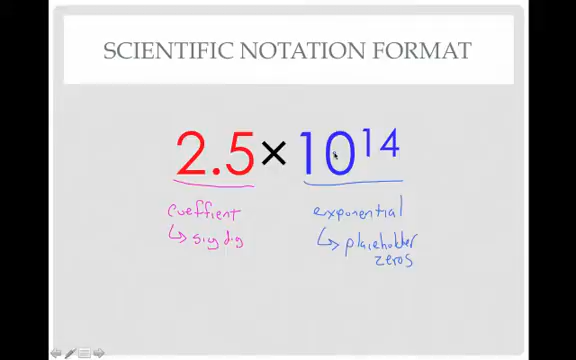 SCIENTIFIC NOTATION FORMAT
2.5 × 10¹⁴
coeffient exponential
↳ sig dig ↳ placeholder
zeros